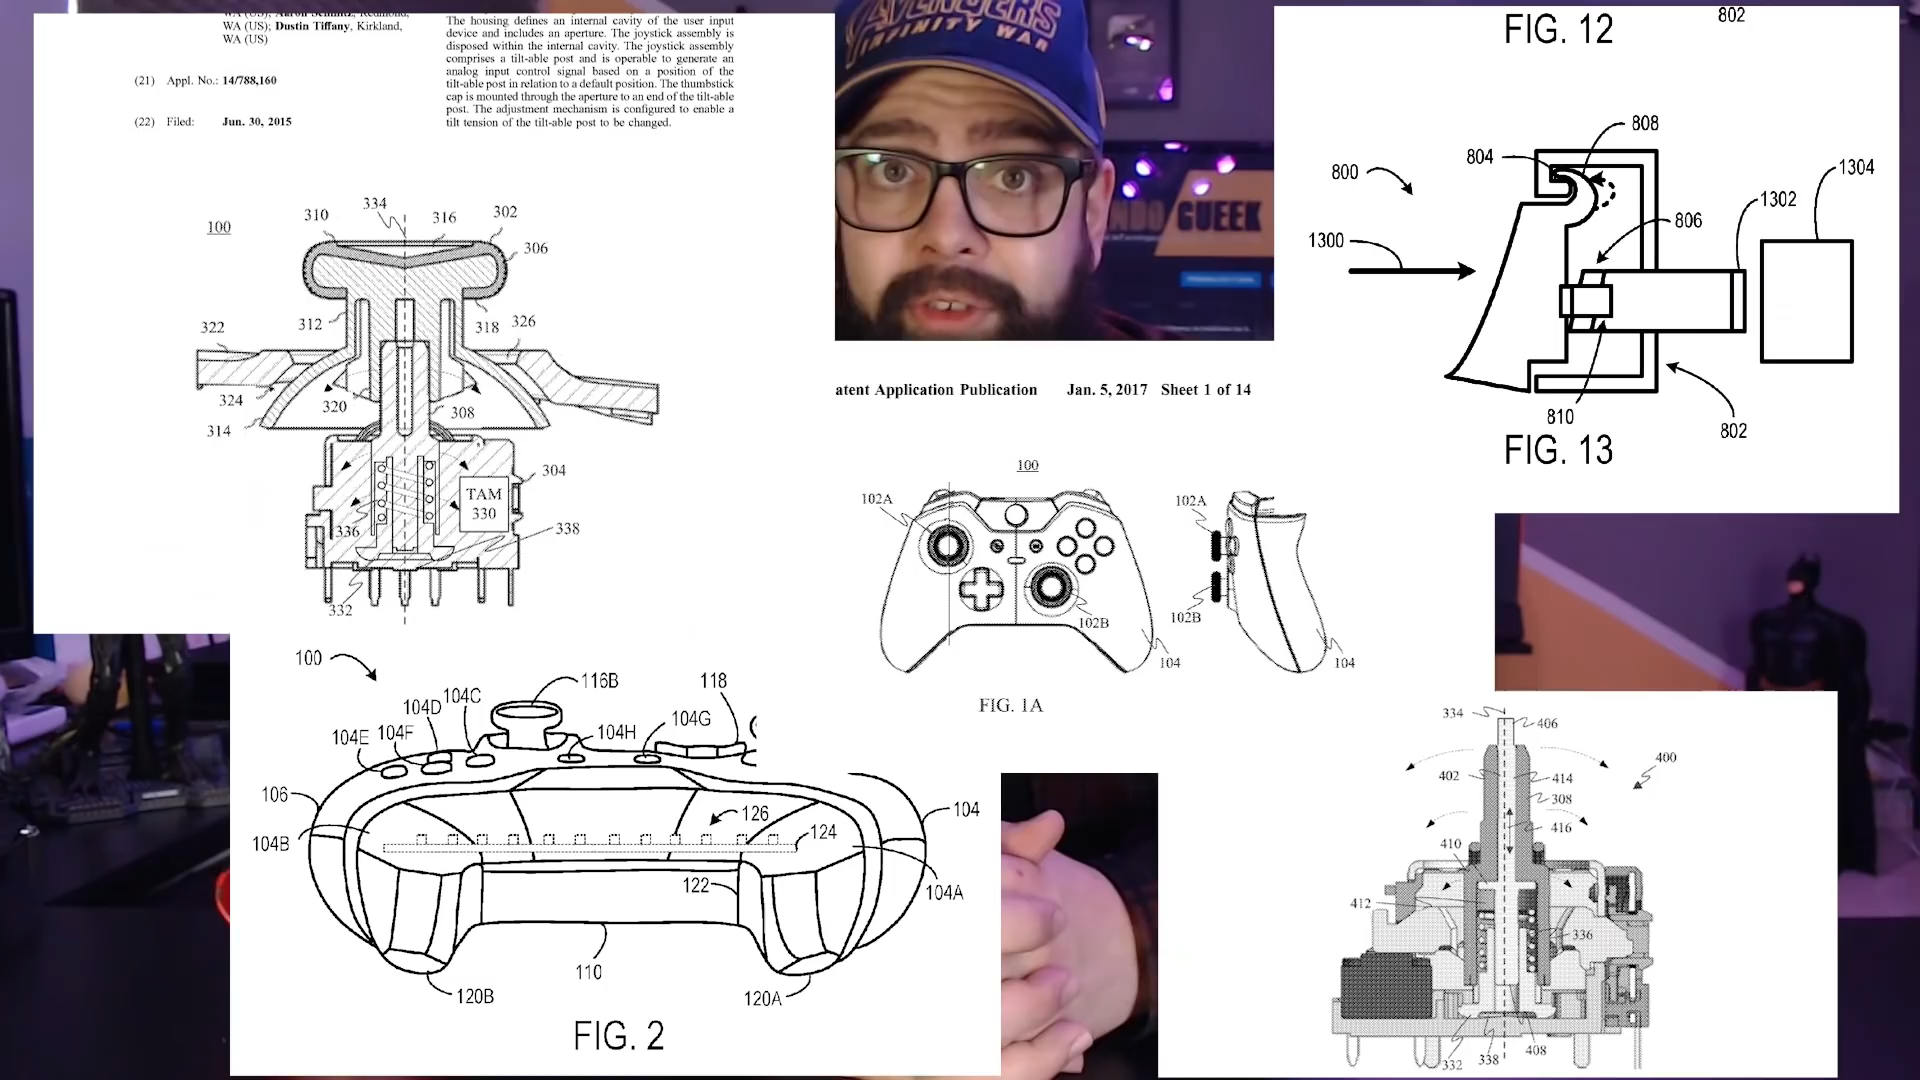 WA (US); Aaron Schmitz, Redmond,
WA (US); Dustin Tiffany, Kirkland,
WA (US)
(21) Appl. No.: 14/788,160
(22) Filed: Jun. 30, 2015
The housing defines an internal cavity of the user input
device and includes an aperture. The joystick assembly is
disposed within the internal cavity. The joystick assembly
comprises a tilt-able post and is operable to generate an
analog input control signal based on a position of the
tilt-able post in relation to a default position. The thumbstick
cap is mounted through the aperture to an end of the tilt-able
post. The adjustment mechanism is configured to enable a
tilt tension of the tilt-able post to be changed.
100
334
310
316
302
306
312
318
326
322
324
320
308
314
304
TAM
330
336
338
332
AVENGERS
INFINITY WAR
GUEEK
802
FIG. 12
808
804
800
1304
1302
806
1300
810
802
FIG. 13
atent Application Publication Jan. 5, 2017 Sheet 1 of 14
100
102A
102A
102B
102B
104
104
FIG. 1A
100
116B
118
104C
104D
104G
104F
104H
104E
106
104
126
124
104B
122
104A
110
120B
120A
FIG. 2
334
406
400
402
414
308
416
410
412
336
408
338
332